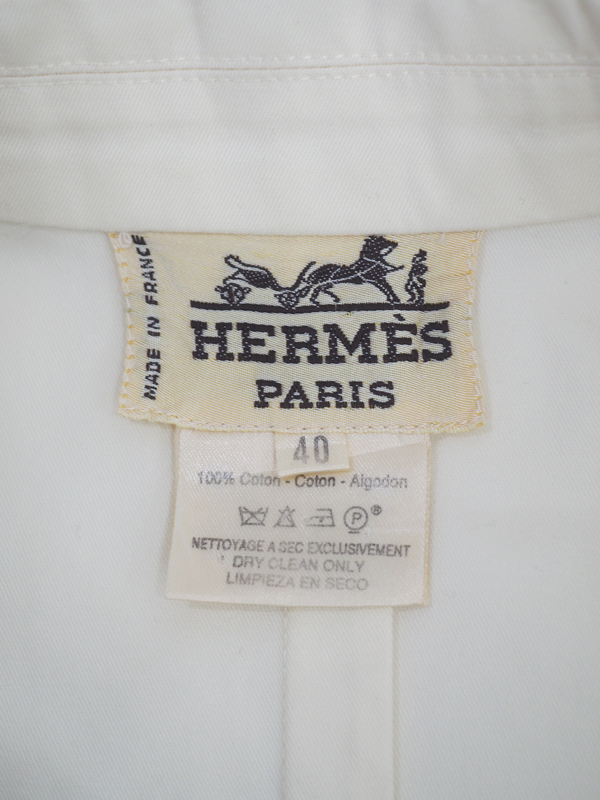 MADE IN FRANCE
HERMÈS
PARIS
40
100% Coton - Coton - Algodon
P®
NETTOYAGE A SEC EXCLUSIVEMENT
DRY CLEAN ONLY
LIMPIEZA EN SECO